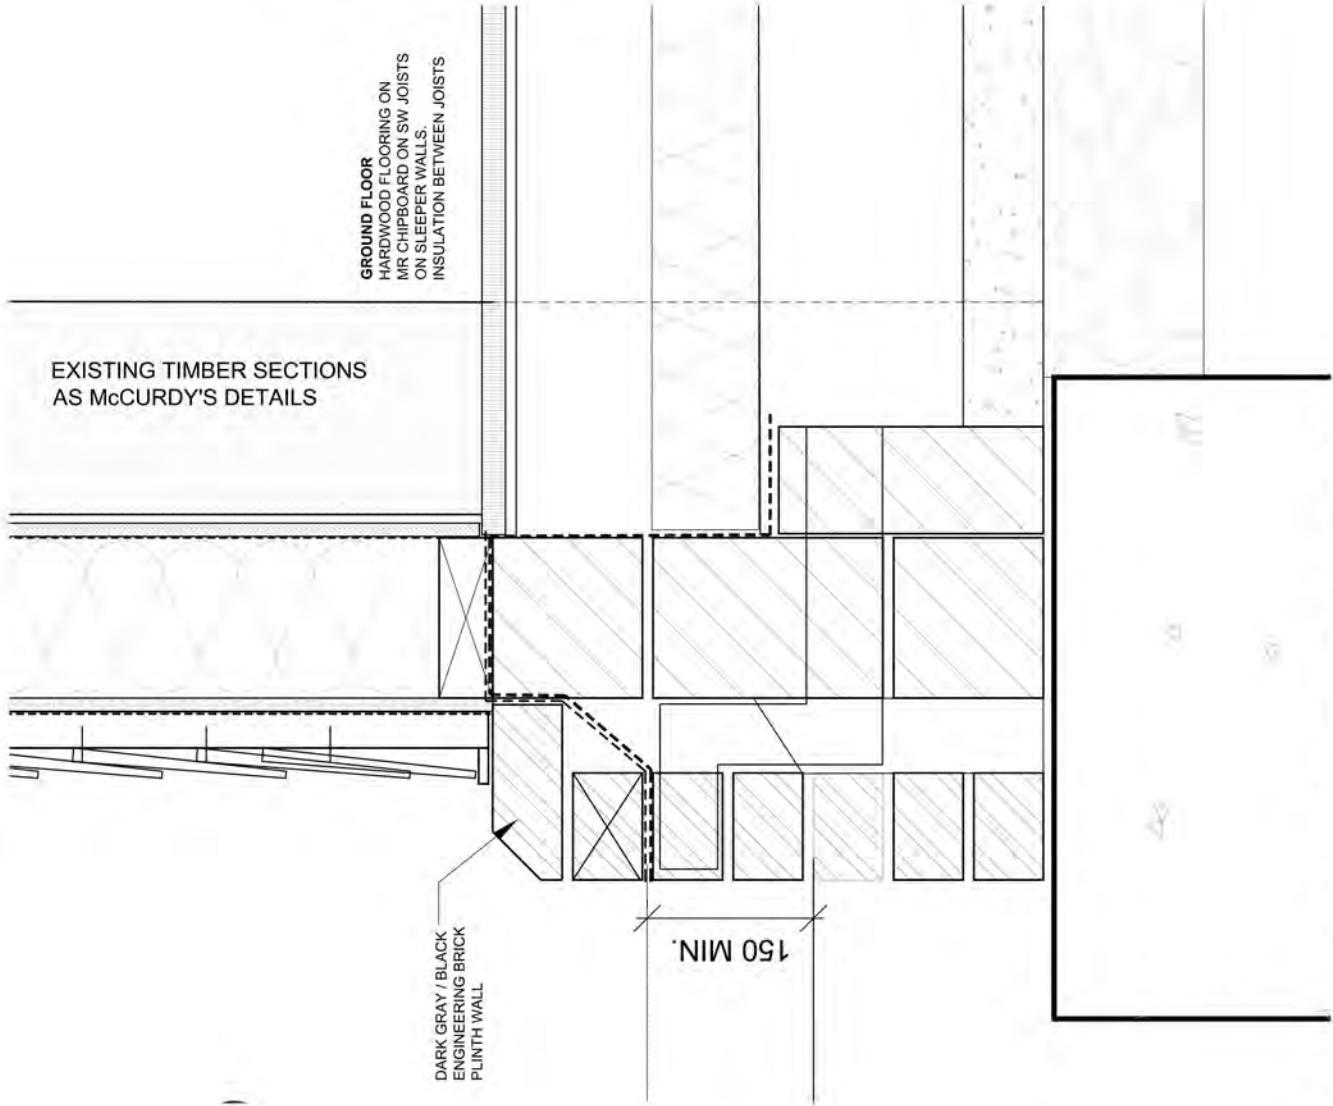 GROUND FLOOR
HARDWOOD FLOORING ON
MR CHIPBOARD ON SW JOISTS
ON SLEEPER WALLS.
INSULATION BETWEEN JOISTS
EXISTING TIMBER SECTIONS
AS McCURDY'S DETAILS
DARK GRAY / BLACK
ENGINEERING BRICK
PLINTH WALL
150 MIN.